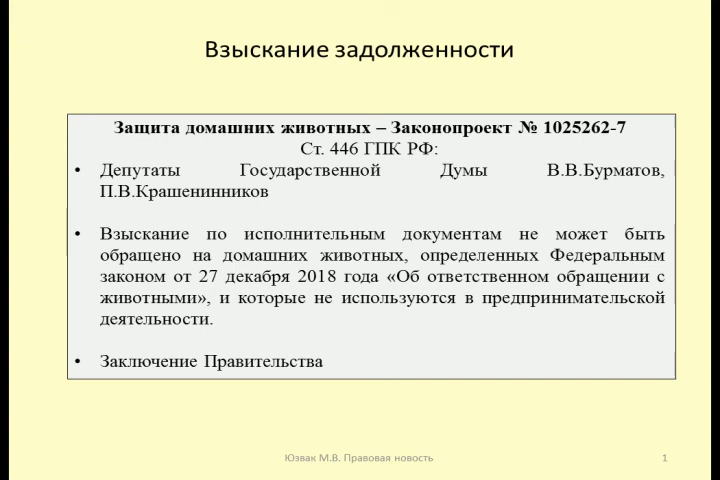 Взыскание задолженности
Защита домашних животных – Законопроект № 1025262-7
Ст. 446 ГПК РФ:
• Депутаты Государственной Думы В.В.Бурматов,
П.В.Крашенинников
• Взыскание по исполнительным документам не может быть
обращено на домашних животных, определенных Федеральным
законом от 27 декабря 2018 года «Об ответственном обращении с
животными», и которые не используются в предпринимательской
деятельности.
• Заключение Правительства
Юзвак М.В. Правовая новость
1